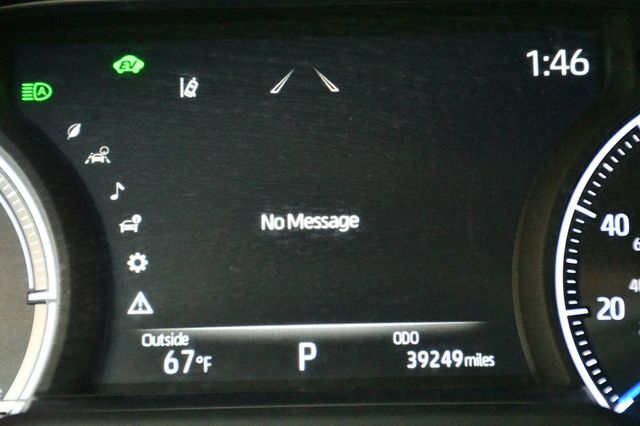 EV
1:46
A
No Message
40
20
Outside
67°F
P
ODO
39249 miles